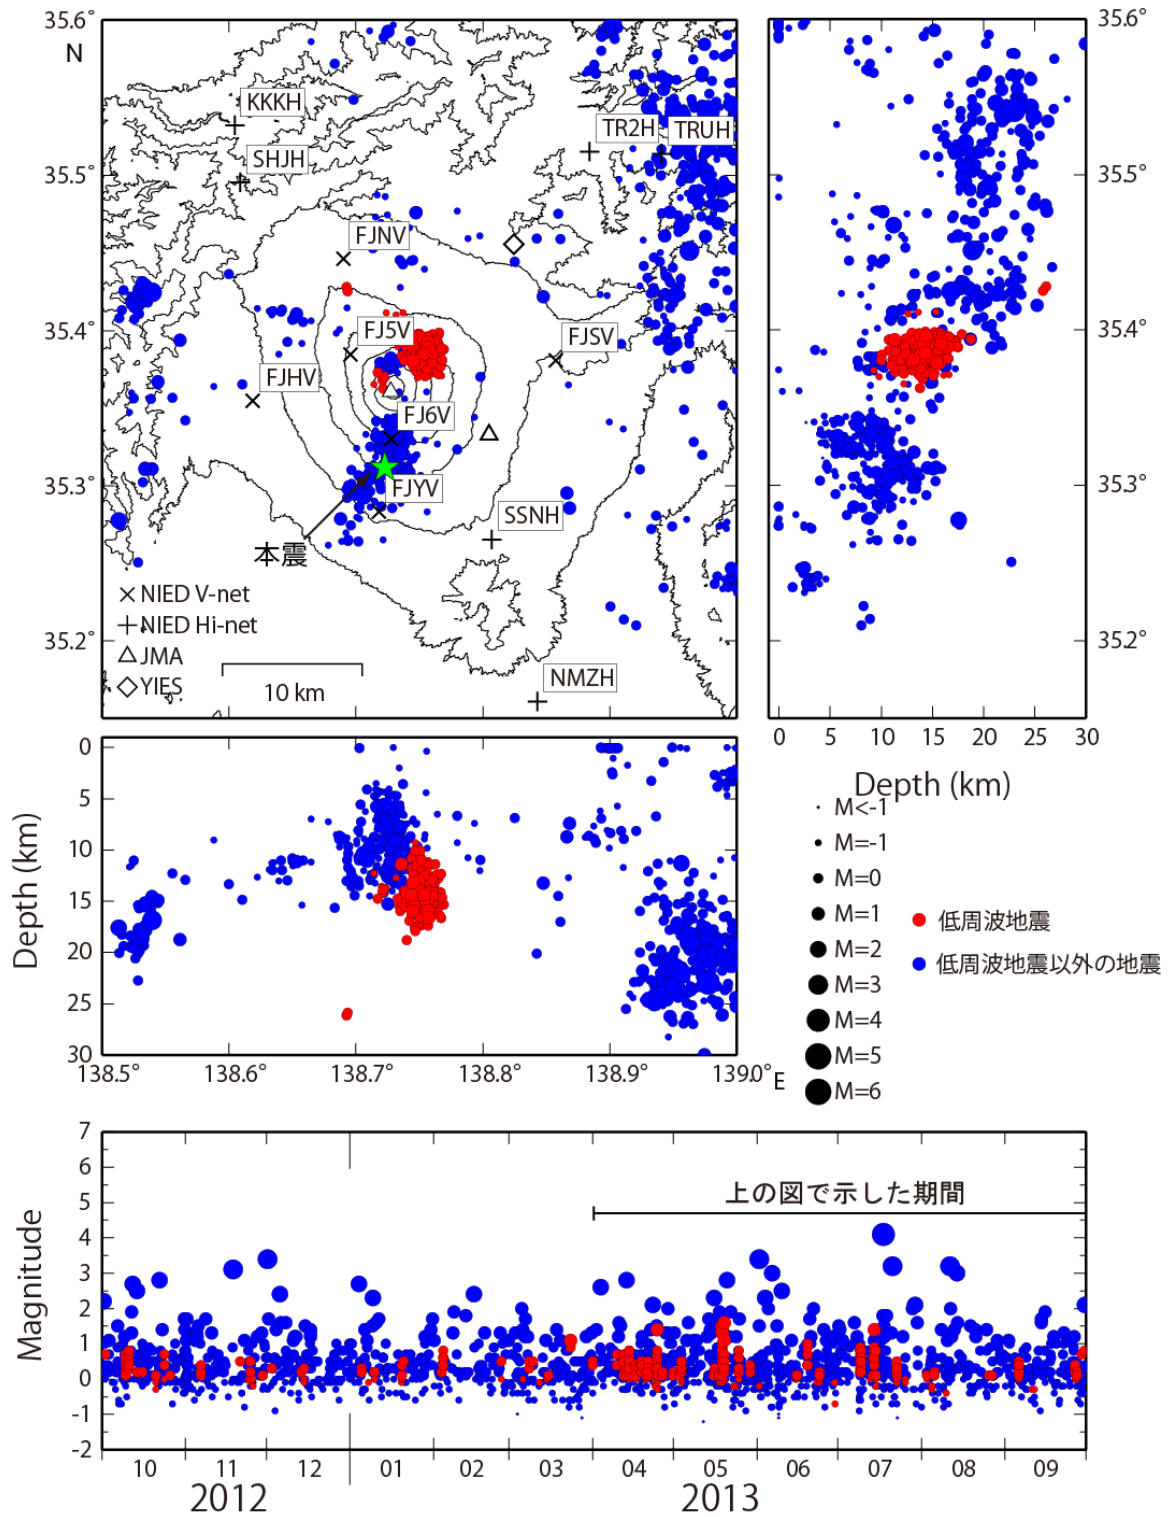 35.6°
N
35.5°
35.4°
35.3°
35.2°
KKKH
SHJH
TR2H
TRUH
FJNV
FJ5V
FJSV
FJHV
FJ6V
FJYV
SSNH
NMZH
本震
NIED V-net
NIED Hi-net
JMA
YIES
10 km
35.6°
35.5°
35.4°
35.3°
35.2°
0 5 10 15 20 25 30
Depth (km)
0
5
10
15
20
25
30
Depth (km)
138.5° 138.6° 138.7° 138.8° 138.9° 139.0° E
M<-1
M=-1
M=0
M=1
M=2
M=3
M=4
M=5
M=6
低周波地震
低周波地震以外の地震
7
6
5
4
3
2
1
0
-1
-2
Magnitude
上の図で示した期間
10 11 12 01 02 03 04 05 06 07 08 09
2012 2013